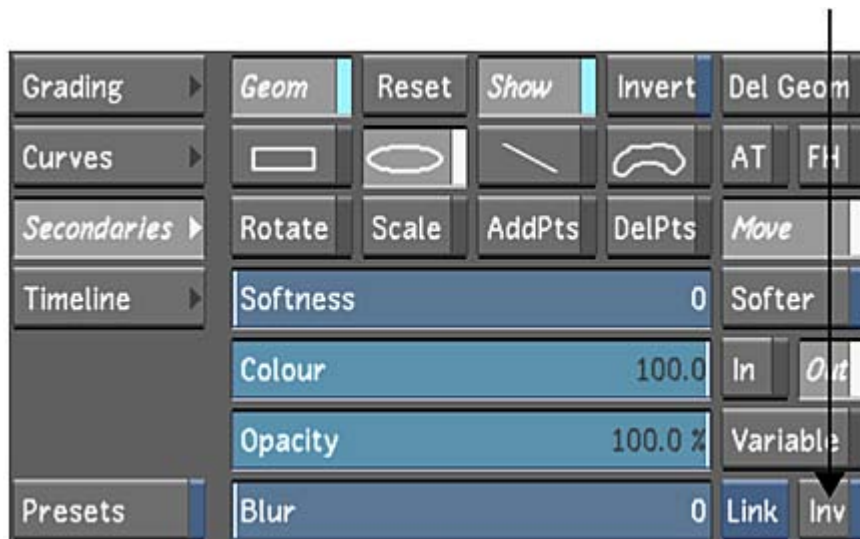 Grading Geom Reset Show Invert Del Geom
Curves AT FH
Secondaries Rotate Scale AddPts DelPts Move
Timeline Softness 0 Softer
Colour 100.0 In Out
Opacity 100.0 % Variable
Presets Blur 0 Link Inv